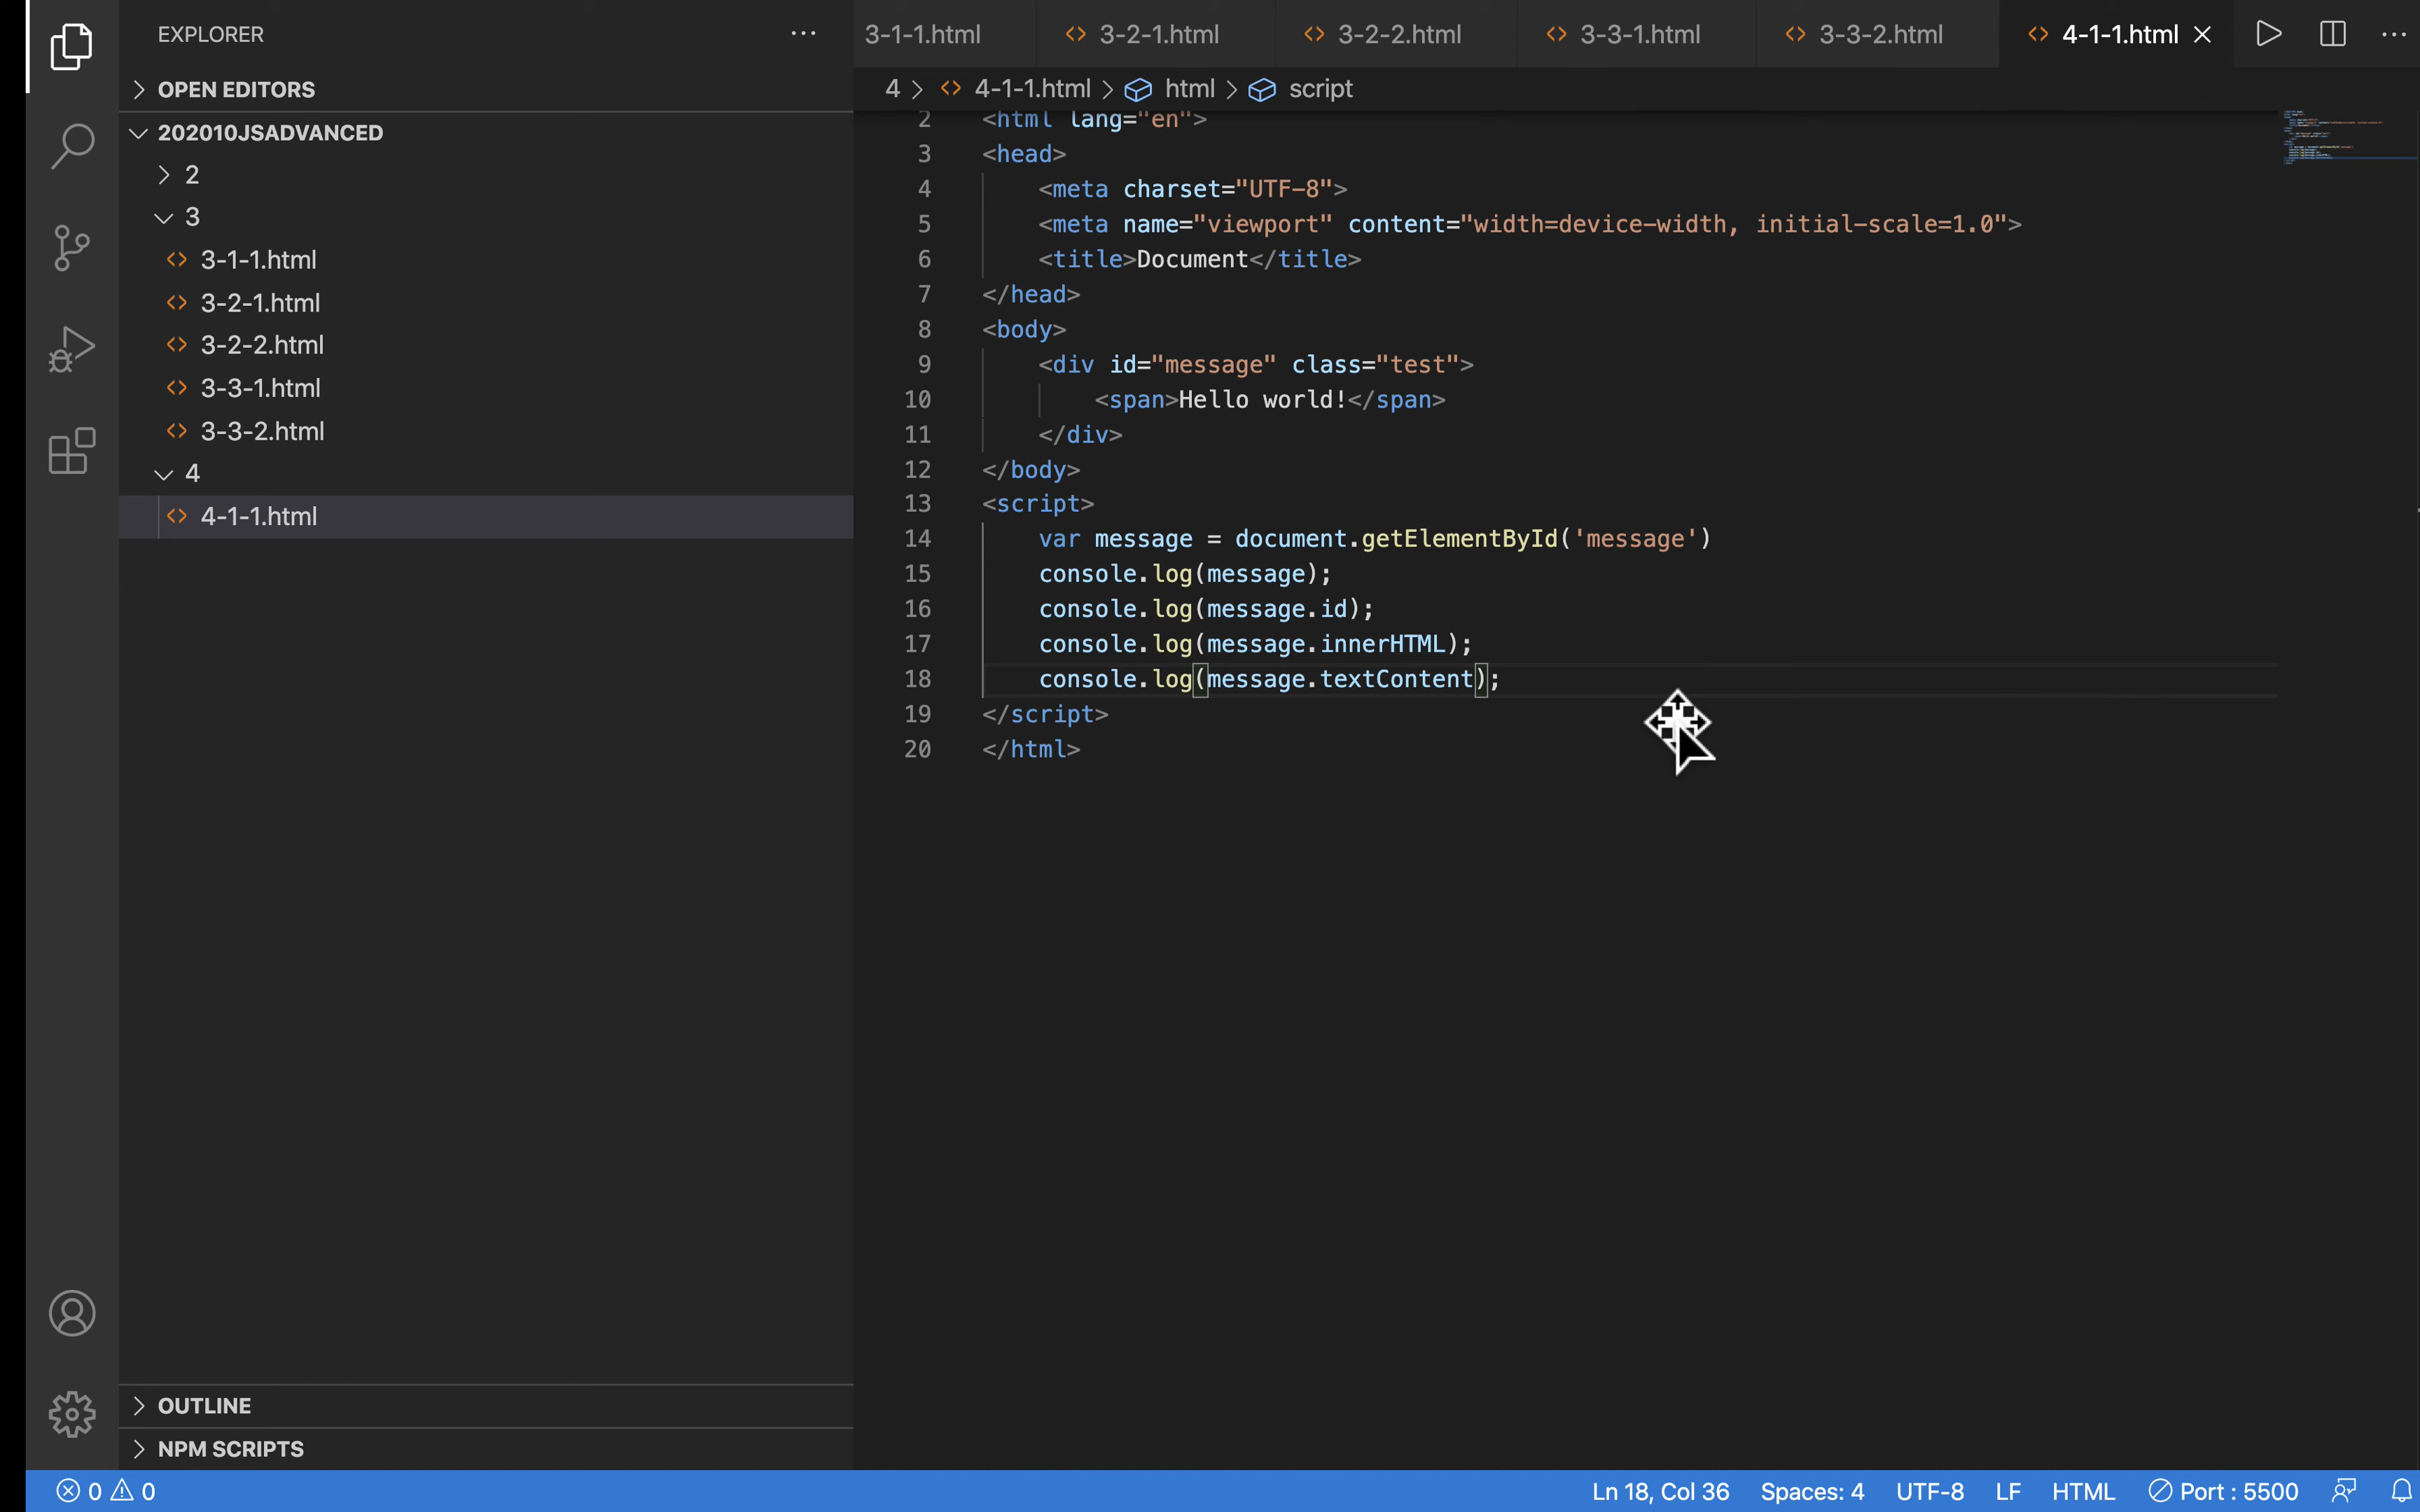 EXPLORER
OPEN EDITORS
202010JSADVANCED
2
3
3-1-1.html
3-2-1.html
3-2-2.html
3-3-1.html
3-3-2.html
4
4-1-1.html
OUTLINE
NPM SCRIPTS
3-1-1.html 3-2-1.html 3-2-2.html 3-3-1.html 3-3-2.html 4-1-1.html
4 > 4-1-1.html > html > script
2 <html lang="en">
3 <head>
4     <meta charset="UTF-8">
5     <meta name="viewport" content="width=device-width, initial-scale=1.0">
6     <title>Document</title>
7 </head>
8 <body>
9     <div id="message" class="test">
10         <span>Hello world!</span>
11     </div>
12 </body>
13 <script>
14     var message = document.getElementById('message')
15     console.log(message);
16     console.log(message.id);
17     console.log(message.innerHTML);
18     console.log(message.textContent);
19 </script>
20 </html>
0 0 Ln 18, Col 36 Spaces: 4 UTF-8 LF HTML Port : 5500